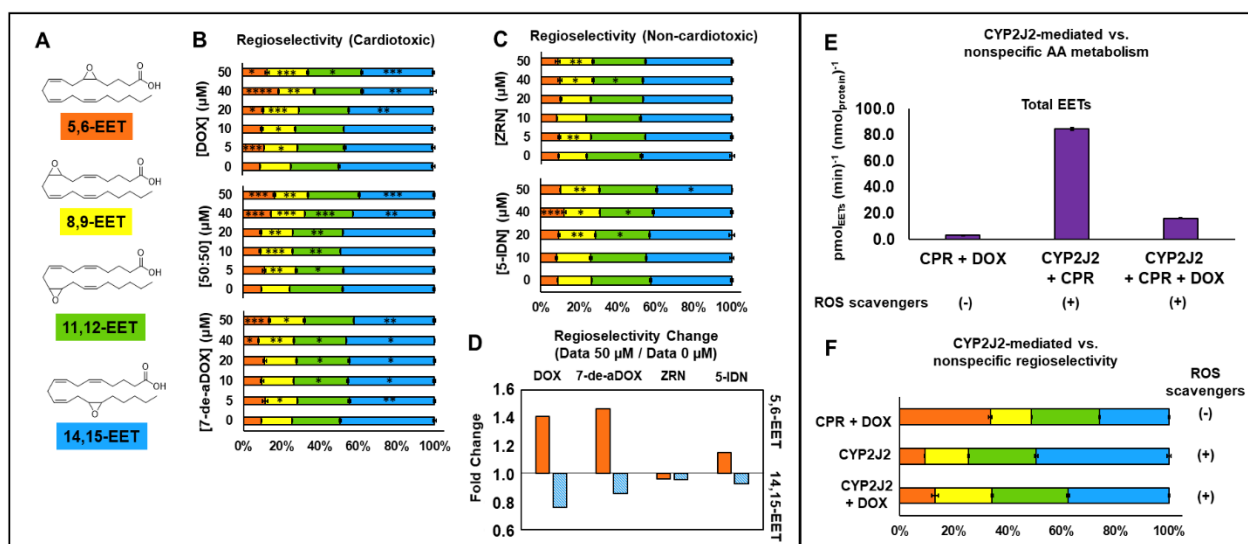 A
O
O
OH
5,6-EET
O
O
OH
8,9-EET
O
OH
O
11,12-EET
O
OH
O
14,15-EET
B
Regioselectivity (Cardiotoxic)
[DOX] (µM)
50
* *** * ***
40
**** ** **
20
* *** **
10
*
5
*** *
0
[50:50] (µM)
50
*** ** ***
40
*** *** *** **
20
** **
10
*** **
5
** *
0
[7-de-aDOX] (µM)
50
*** * **
40
* ** * *
20
* *
10
* *
5
* **
0
0% 20% 40% 60% 80% 100%
C
Regioselectivity (Non-cardiotoxic)
[ZRN] (µM)
50
**
40
* *
20
10
5
**
0
[5-IDN] (µM)
50
** *
40
**** * *
20
** *
10
5
0
0% 20% 40% 60% 80% 100%
D
Regioselectivity Change
(Data 50 µM / Data 0 µM)
DOX 7-de-aDOX ZRN 5-IDN
Fold Change
1.6
1.4
1.2
1.0
0.8
0.6
5,6-EET
14,15-EET
E
CYP2J2-mediated vs.
nonspecific AA metabolism
Total EETs
pmolEETs (min)-1 (nmolprotein)-1
100.0
80.0
60.0
40.0
20.0
0.0
CPR + DOX
CYP2J2
+ CPR
CYP2J2
+ CPR + DOX
ROS scavengers (-) (+) (+)
F
CYP2J2-mediated vs.
nonspecific regioselectivity
ROS
scavengers
CPR + DOX (-)
CYP2J2 (+)
CYP2J2
+ DOX (+)
0% 20% 40% 60% 80% 100%